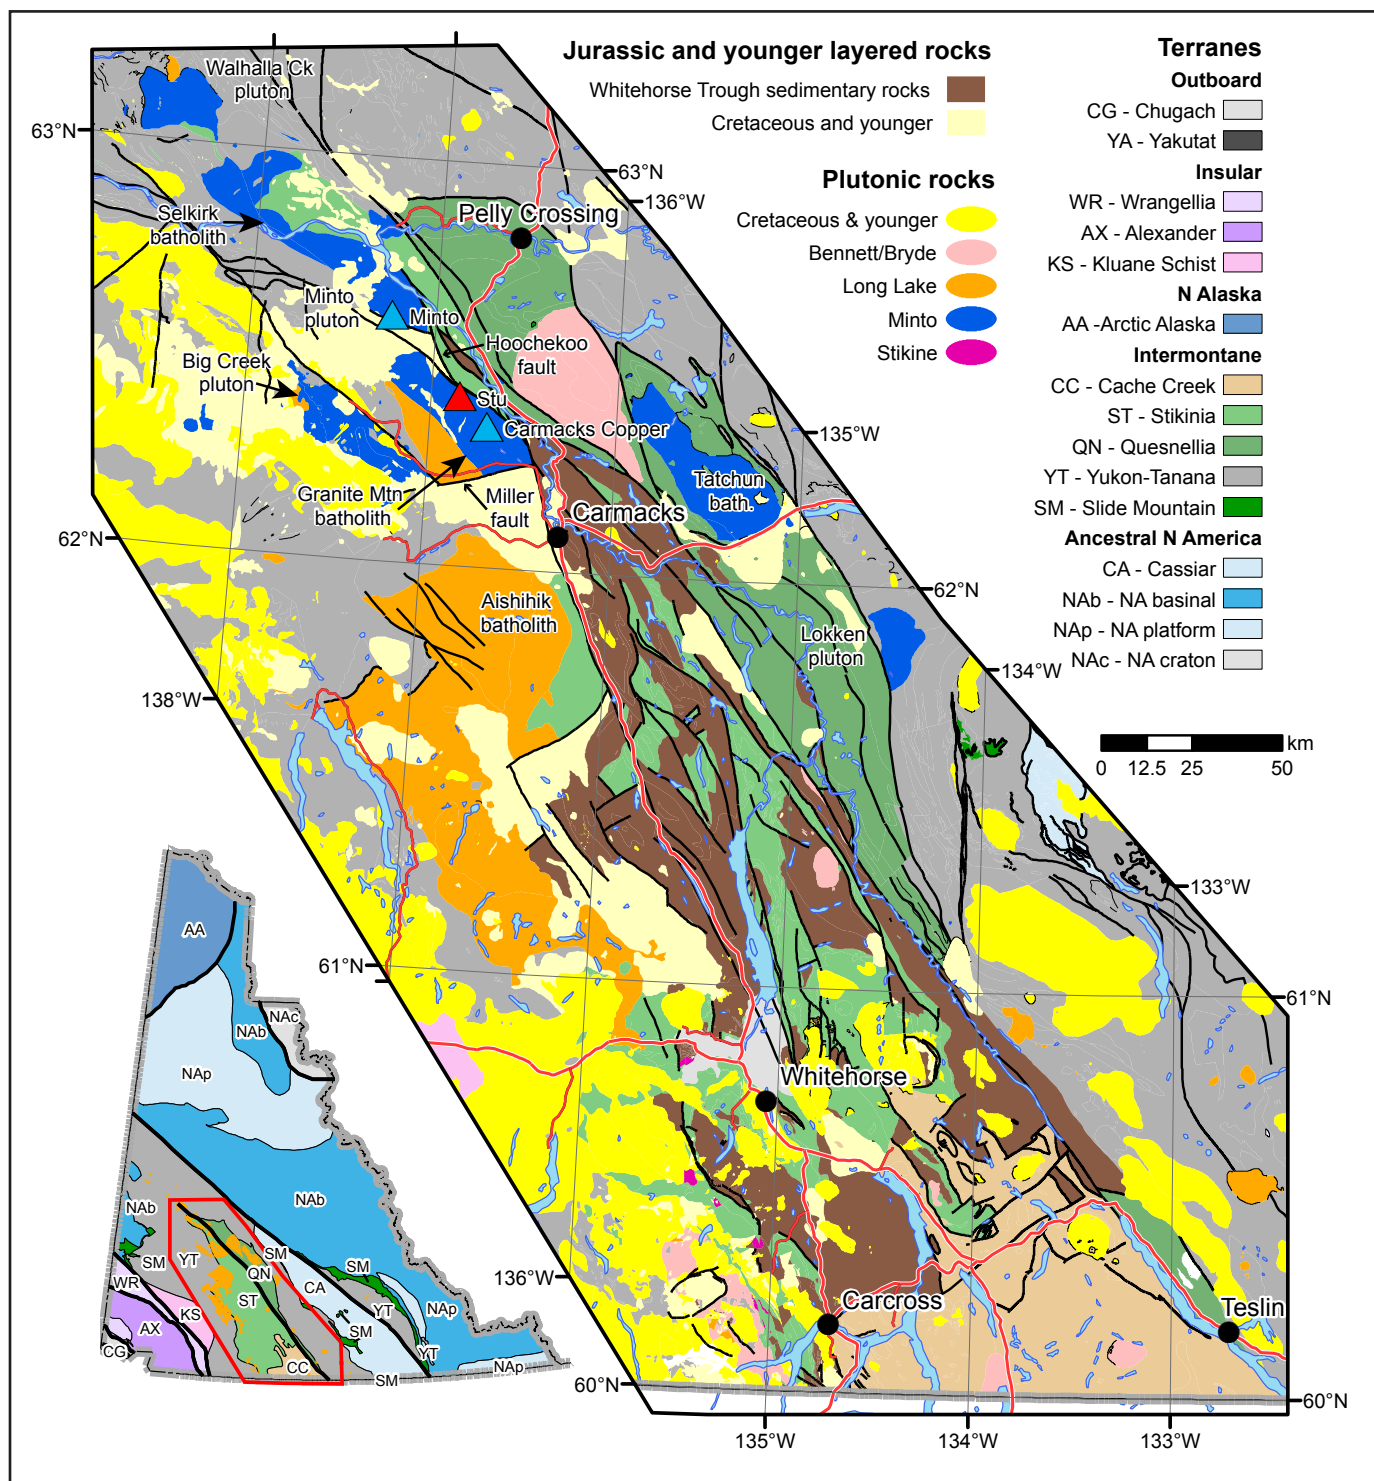 Jurassic and younger layered rocks
Whitehorse Trough sedimentary rocks
Cretaceous and younger
Plutonic rocks
Cretaceous & younger
Bennett/Bryde
Long Lake
Minto
Stikine
Terranes
Outboard
CG - Chugach
YA - Yakutat
Insular
WR - Wrangellia
AX - Alexander
KS - Kluane Schist
N Alaska
AA -Arctic Alaska
Intermontane
CC - Cache Creek
ST - Stikinia
QN - Quesnellia
YT - Yukon-Tanana
SM - Slide Mountain
Ancestral N America
CA - Cassiar
NAb - NA basinal
NAp - NA platform
NAc - NA craton
km
0 12.5 25 50
Walhalla Ck
pluton
63°N
63°N
136°W
Selkirk
batholith
Pelly Crossing
Minto
pluton
Minto
Hoochekoo
fault
Big Creek
pluton
Stu
Carmacks Copper
135°W
Tatchun
bath.
Granite Mtn
batholith
Miller
fault
Carmacks
62°N
62°N
Aishihik
batholith
Lokken
pluton
134°W
138°W
133°W
61°N
61°N
Whitehorse
136°W
Carcross
Teslin
60°N
60°N
135°W
134°W
133°W
AA
NAb
NAc
NAp
NAb
NAb
SM
YT
SM
QN
SM
CA
WR
KS
ST
YT
NAp
AX
SM
CG
CC
YT
SM
NAp